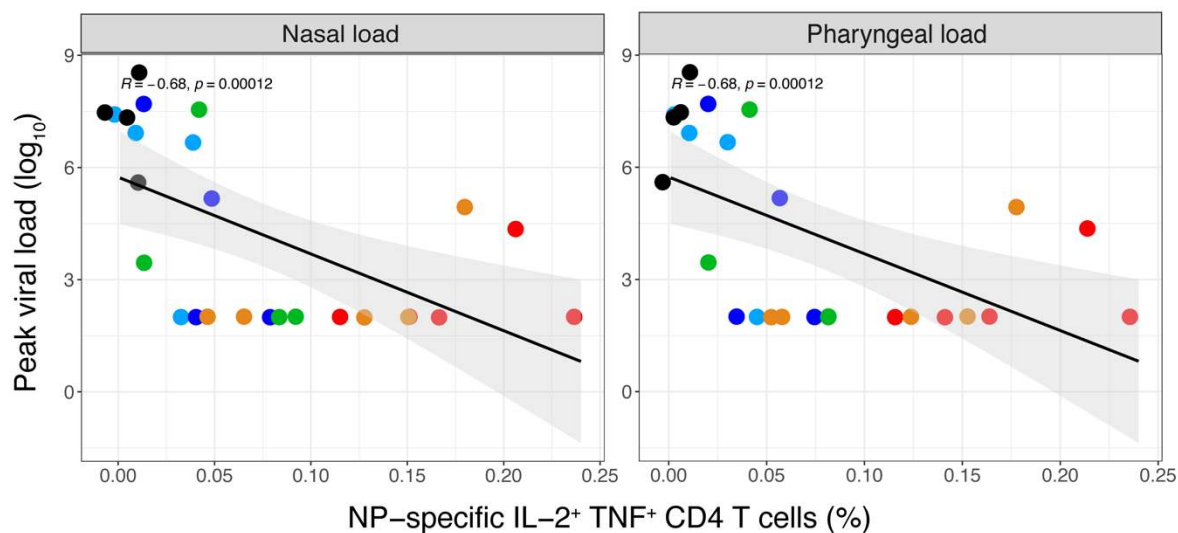 Nasal load
Pharyngeal load
Peak viral load (log10)
9
6
3
0
R = −0.68, p = 0.00012
9
6
3
0
R = −0.68, p = 0.00012
0.00 0.05 0.10 0.15 0.20 0.25
0.00 0.05 0.10 0.15 0.20 0.25
NP−specific IL−2+ TNF+ CD4 T cells (%)